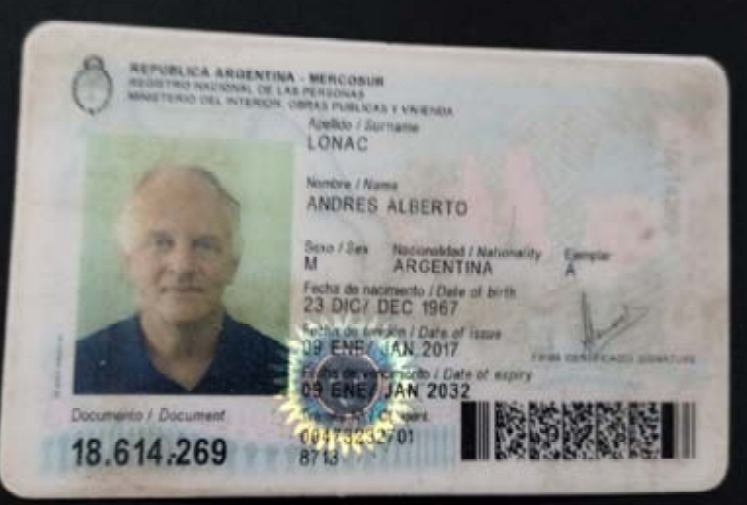 REPUBLICA ARGENTINA - MERCOSUR
REGISTRO NACIONAL DE LAS PERSONAS
MINISTERIO DEL INTERIOR, OBRAS PUBLICAS Y VIVIENDA
Apellido / Surname
LONAC
Nombre / Name
ANDRES ALBERTO
Sexo / Sex Nacionalidad / Nationality Ejemplar
M ARGENTINA A
Fecha de nacimiento / Date of birth
23 DIC/ DEC 1967
Fecha de emisión / Date of issue
09 ENE/ JAN 2017
Fecha de vencimiento / Date of expiry
09 ENE/ JAN 2032
FIRMA IDENTIFICADO/ SIGNATURE
Documento / Document
18.614.269
8713